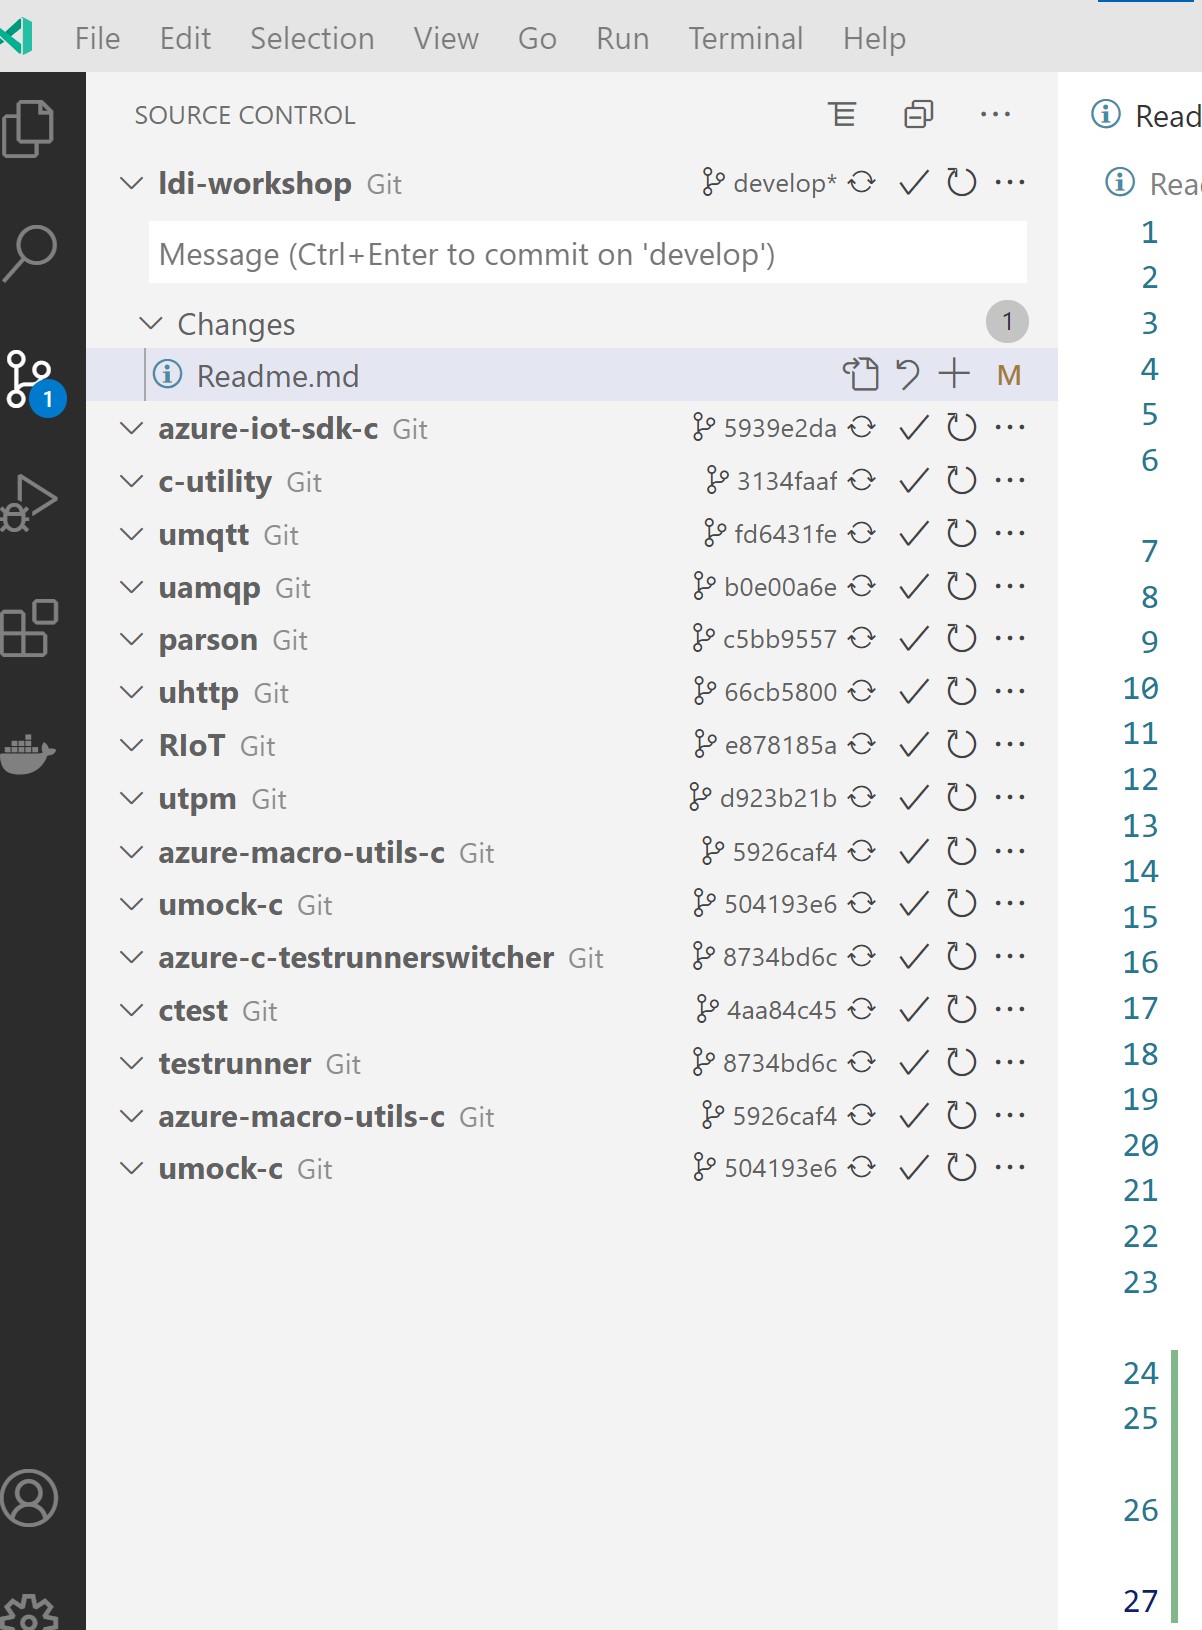 File Edit Selection View Go Run Terminal Help
SOURCE CONTROL
ldi-workshop Git develop*
Message (Ctrl+Enter to commit on 'develop')
Changes 1
Readme.md M
1
azure-iot-sdk-c Git 5939e2da
c-utility Git 3134faaf
umqtt Git fd6431fe
uamqp Git b0e00a6e
parson Git c5bb9557
uhttp Git 66cb5800
RIoT Git e878185a
utpm Git d923b21b
azure-macro-utils-c Git 5926caf4
umock-c Git 504193e6
azure-c-testrunnerswitcher Git 8734bd6c
ctest Git 4aa84c45
testrunner Git 8734bd6c
azure-macro-utils-c Git 5926caf4
umock-c Git 504193e6
Read
Rea
1
2
3
4
5
6
7
8
9
10
11
12
13
14
15
16
17
18
19
20
21
22
23
24
25
26
27